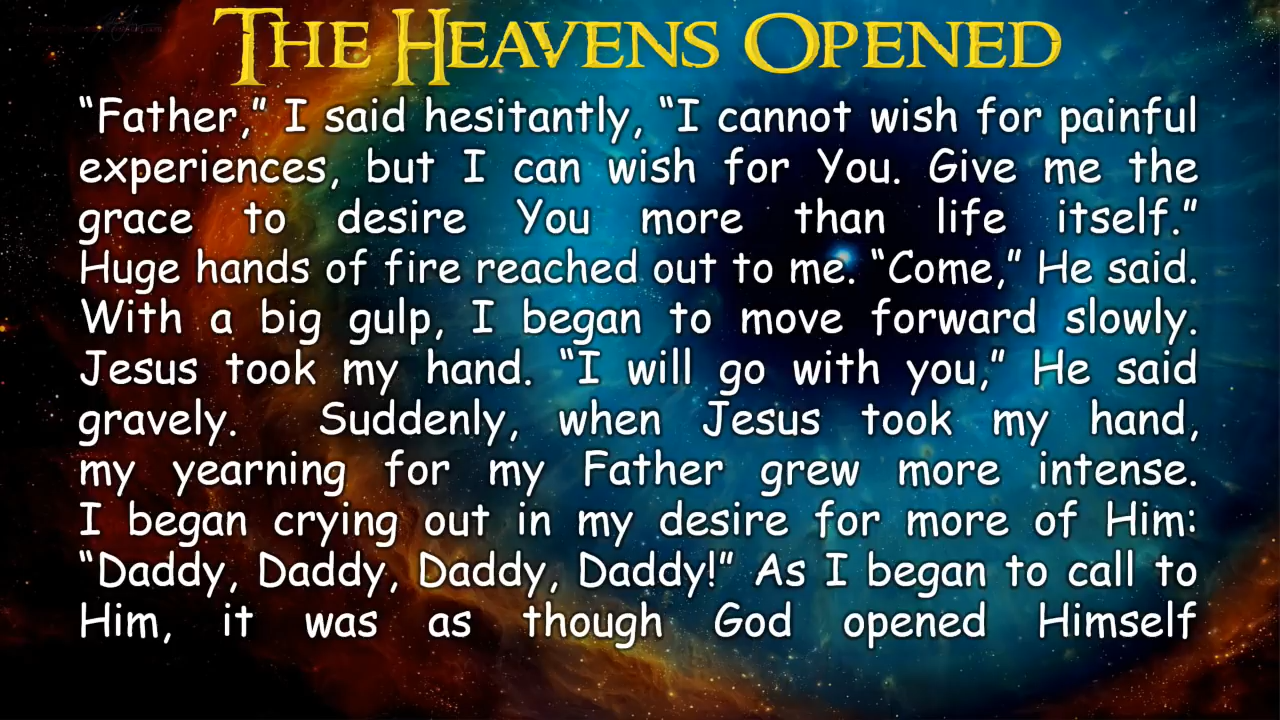 THE HEAVENS OPENED
“Father,” I said hesitantly, “I cannot wish for painful
experiences, but I can wish for You. Give me the
grace to desire You more than life itself.”
Huge hands of fire reached out to me. “Come,” He said.
With a big gulp, I began to move forward slowly.
Jesus took my hand. “I will go with you,” He said
gravely. Suddenly, when Jesus took my hand,
my yearning for my Father grew more intense.
I began crying out in my desire for more of Him:
“Daddy, Daddy, Daddy, Daddy!” As I began to call to
Him, it was as though God opened Himself